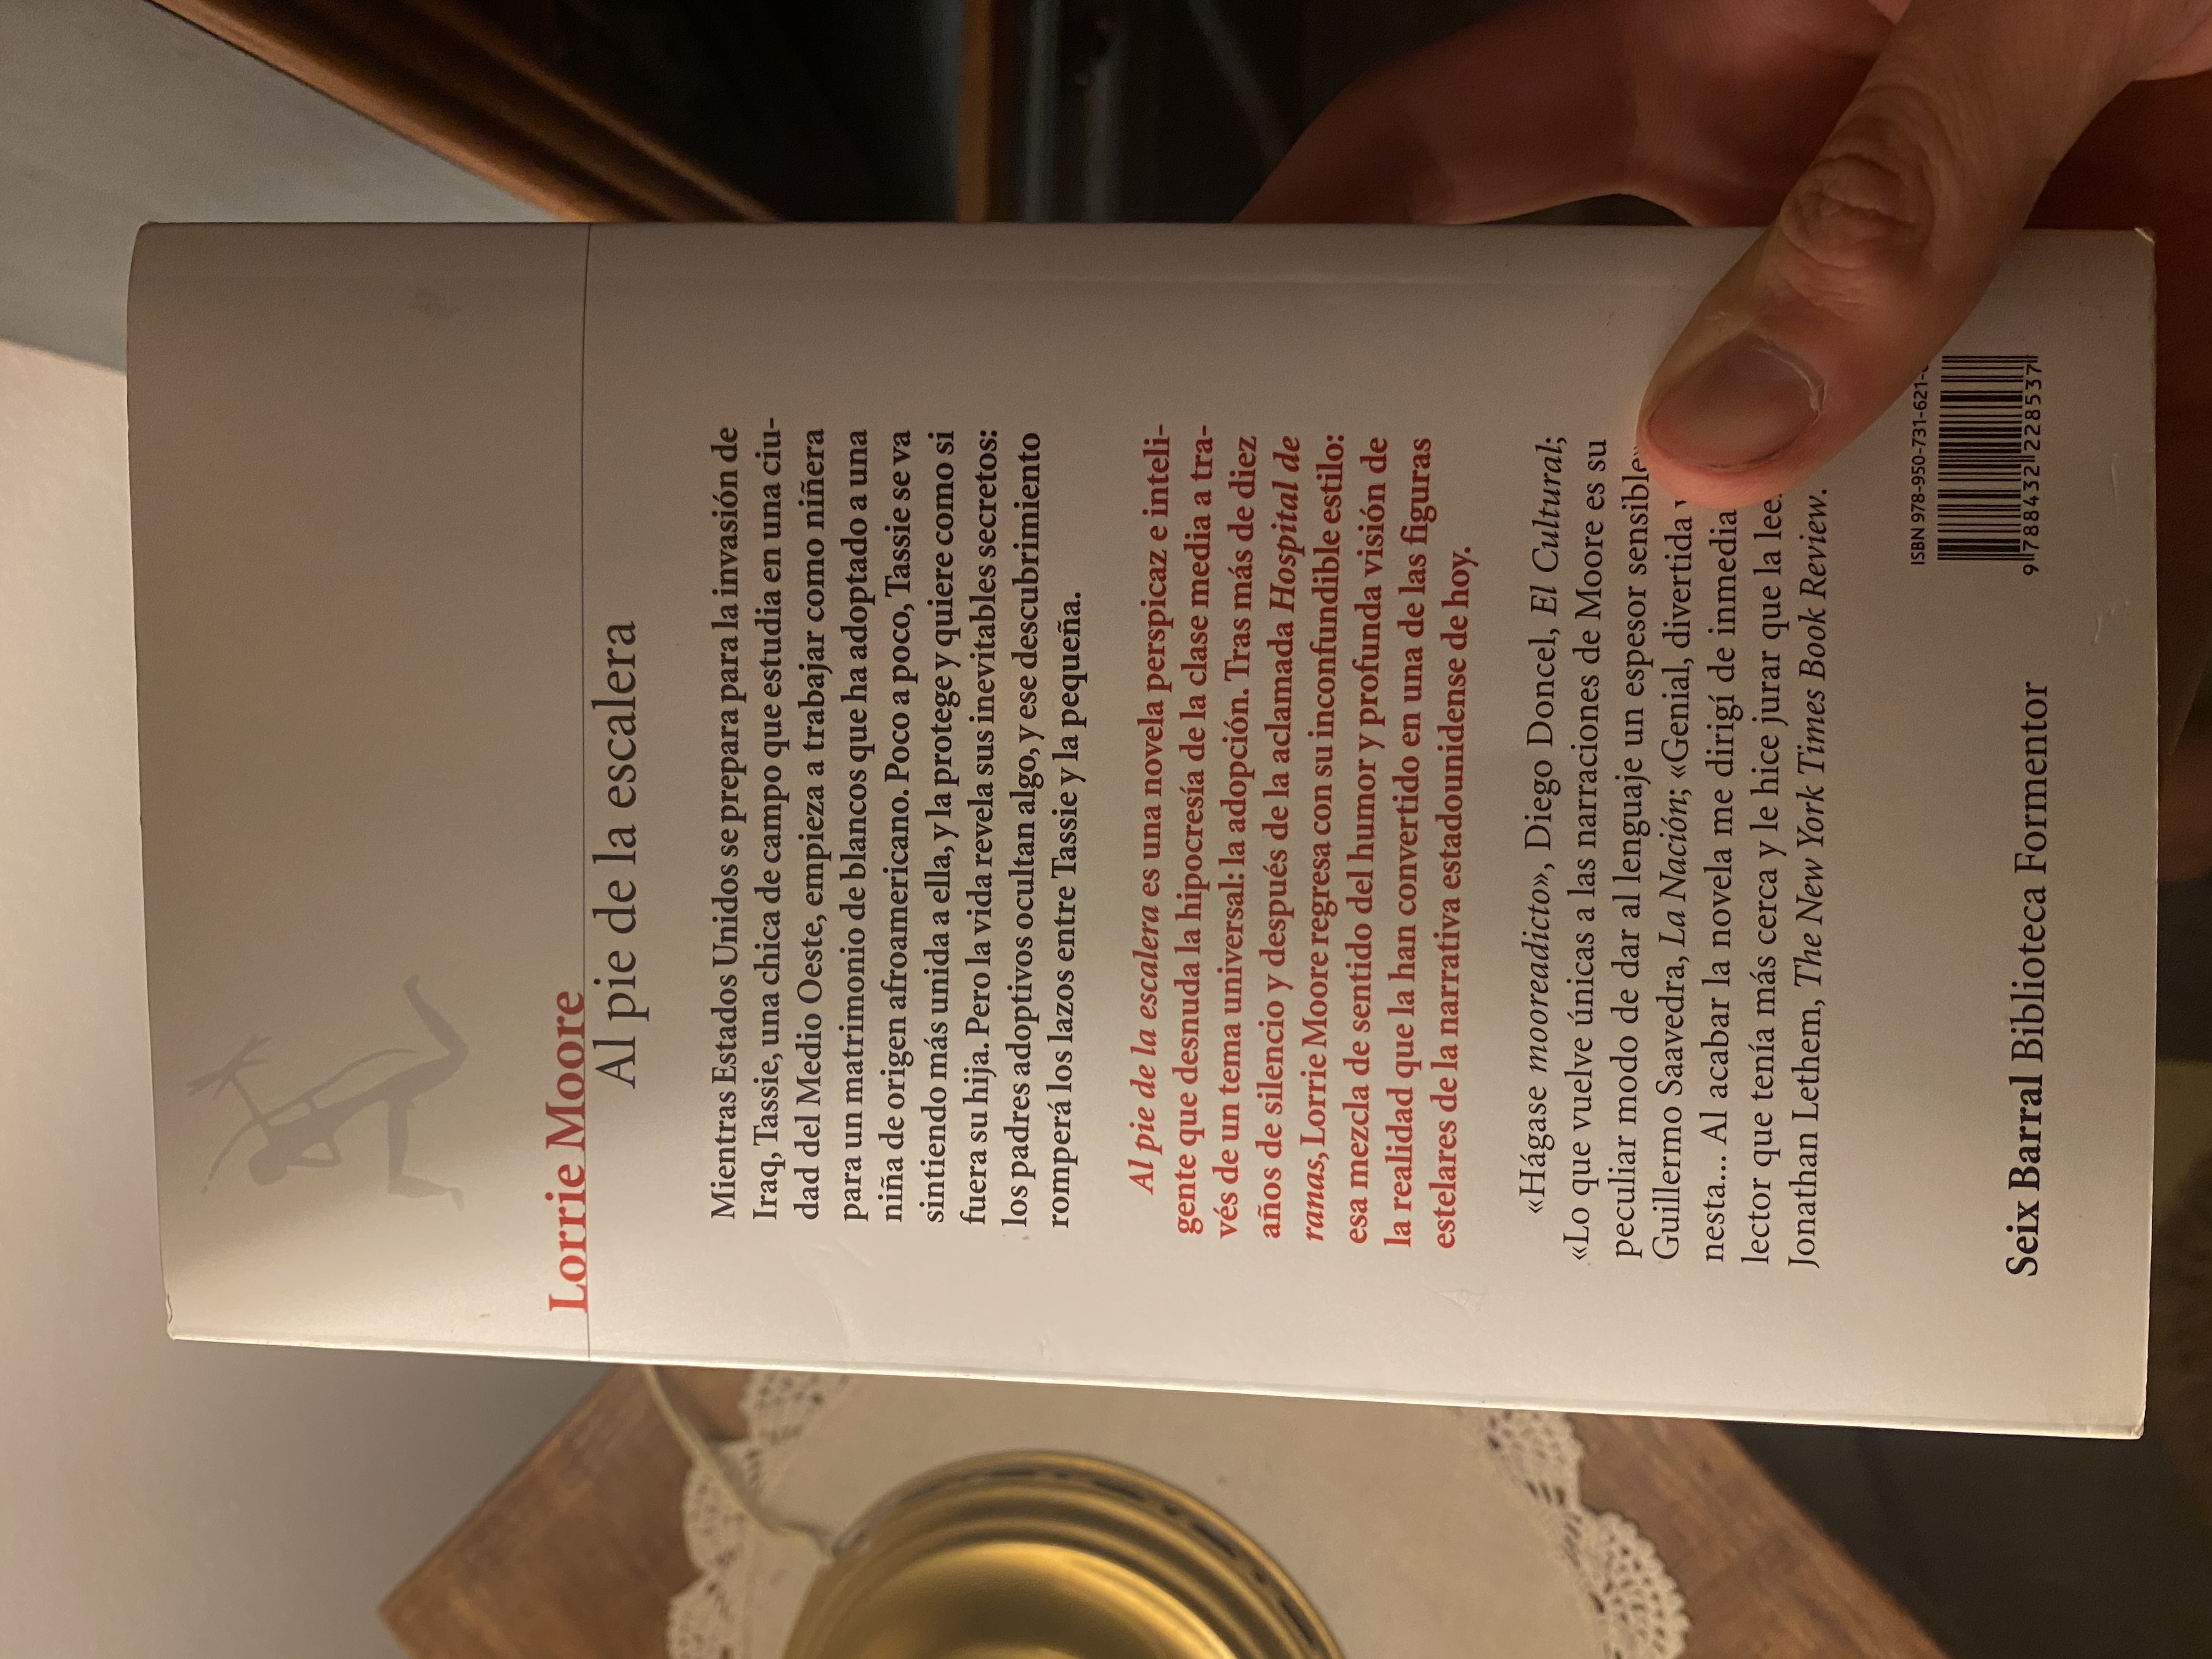 Lorrie Moore
Al pie de la escalera
Mientras Estados Unidos se prepara para la invasión de
Iraq, Tassie, una chica de campo que estudia en una ciu-
dad del Medio Oeste, empieza a trabajar como niñera
para un matrimonio de blancos que ha adoptado a una
niña de origen afroamericano. Poco a poco, Tassie se va
sintiendo más unida a ella, y la protege y quiere como si
fuera su hija. Pero la vida revela sus inevitables secretos:
los padres adoptivos ocultan algo, y ese descubrimiento
romperá los lazos entre Tassie y la pequeña.
Al pie de la escalera es una novela perspicaz e inteli-
gente que desnuda la hipocresía de la clase media a tra-
vés de un tema universal: la adopción. Tras más de diez
años de silencio y después de la aclamada Hospital de
ranas, Lorrie Moore regresa con su inconfundible estilo:
esa mezcla de sentido del humor y profunda visión de
la realidad que la han convertido en una de las figuras
estelares de la narrativa estadounidense de hoy.
«Hágase mooreadicto», Diego Doncel, El Cultural;
«Lo que vuelve únicas a las narraciones de Moore es su
peculiar modo de dar al lenguaje un espesor sensible»
Guillermo Saavedra, La Nación; «Genial, divertida
nesta... Al acabar la novela me dirigí de inmedia
lector que tenía más cerca y le hice jurar que la lee
Jonathan Lethem, The New York Times Book Review.
ISBN 978-950-731-621-
9 788432 228537
Seix Barral Biblioteca Formentor